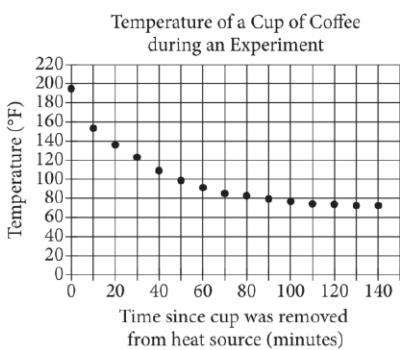 Temperature of a Cup of Coffee
during an Experiment
Temperature (°F)
220
200
180
160
140
120
100
80
60
40
20
0
0 20 40 60 80 100 120 140
Time since cup was removed
from heat source (minutes)